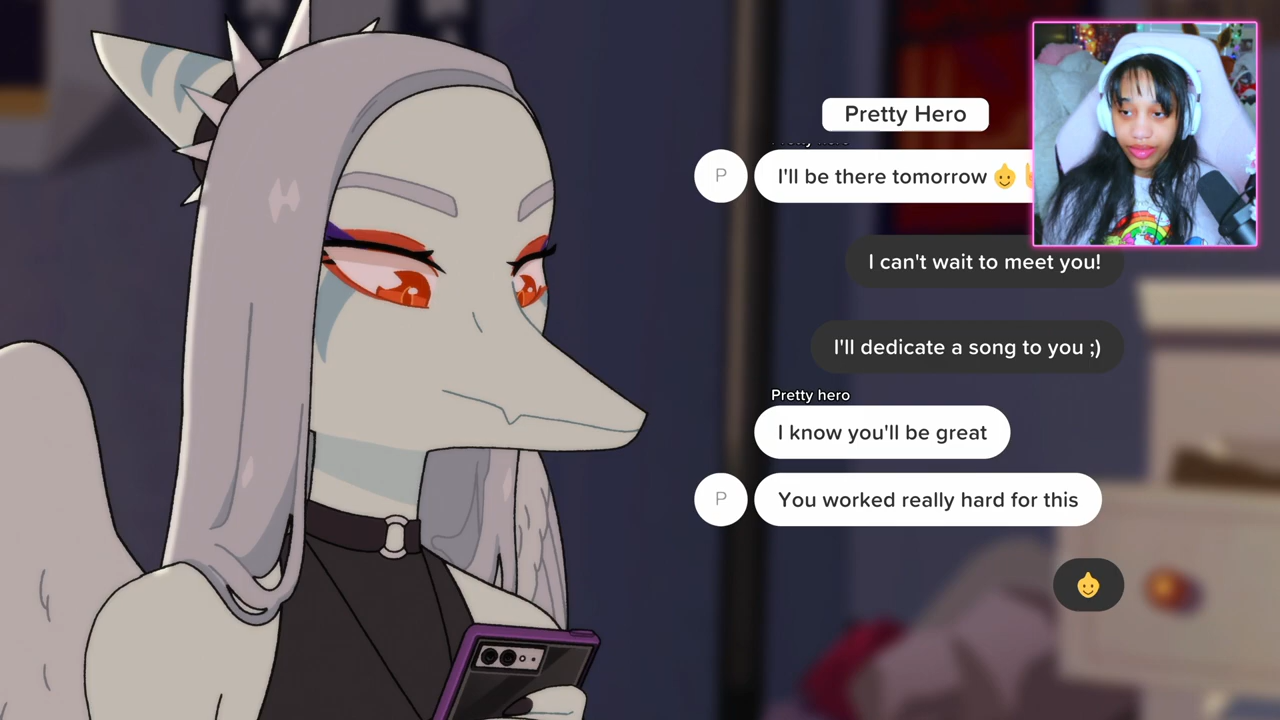 Pretty Hero
P
I'll be there tomorrow
I can't wait to meet you!
I'll dedicate a song to you ;)
Pretty hero
I know you'll be great
P
You worked really hard for this